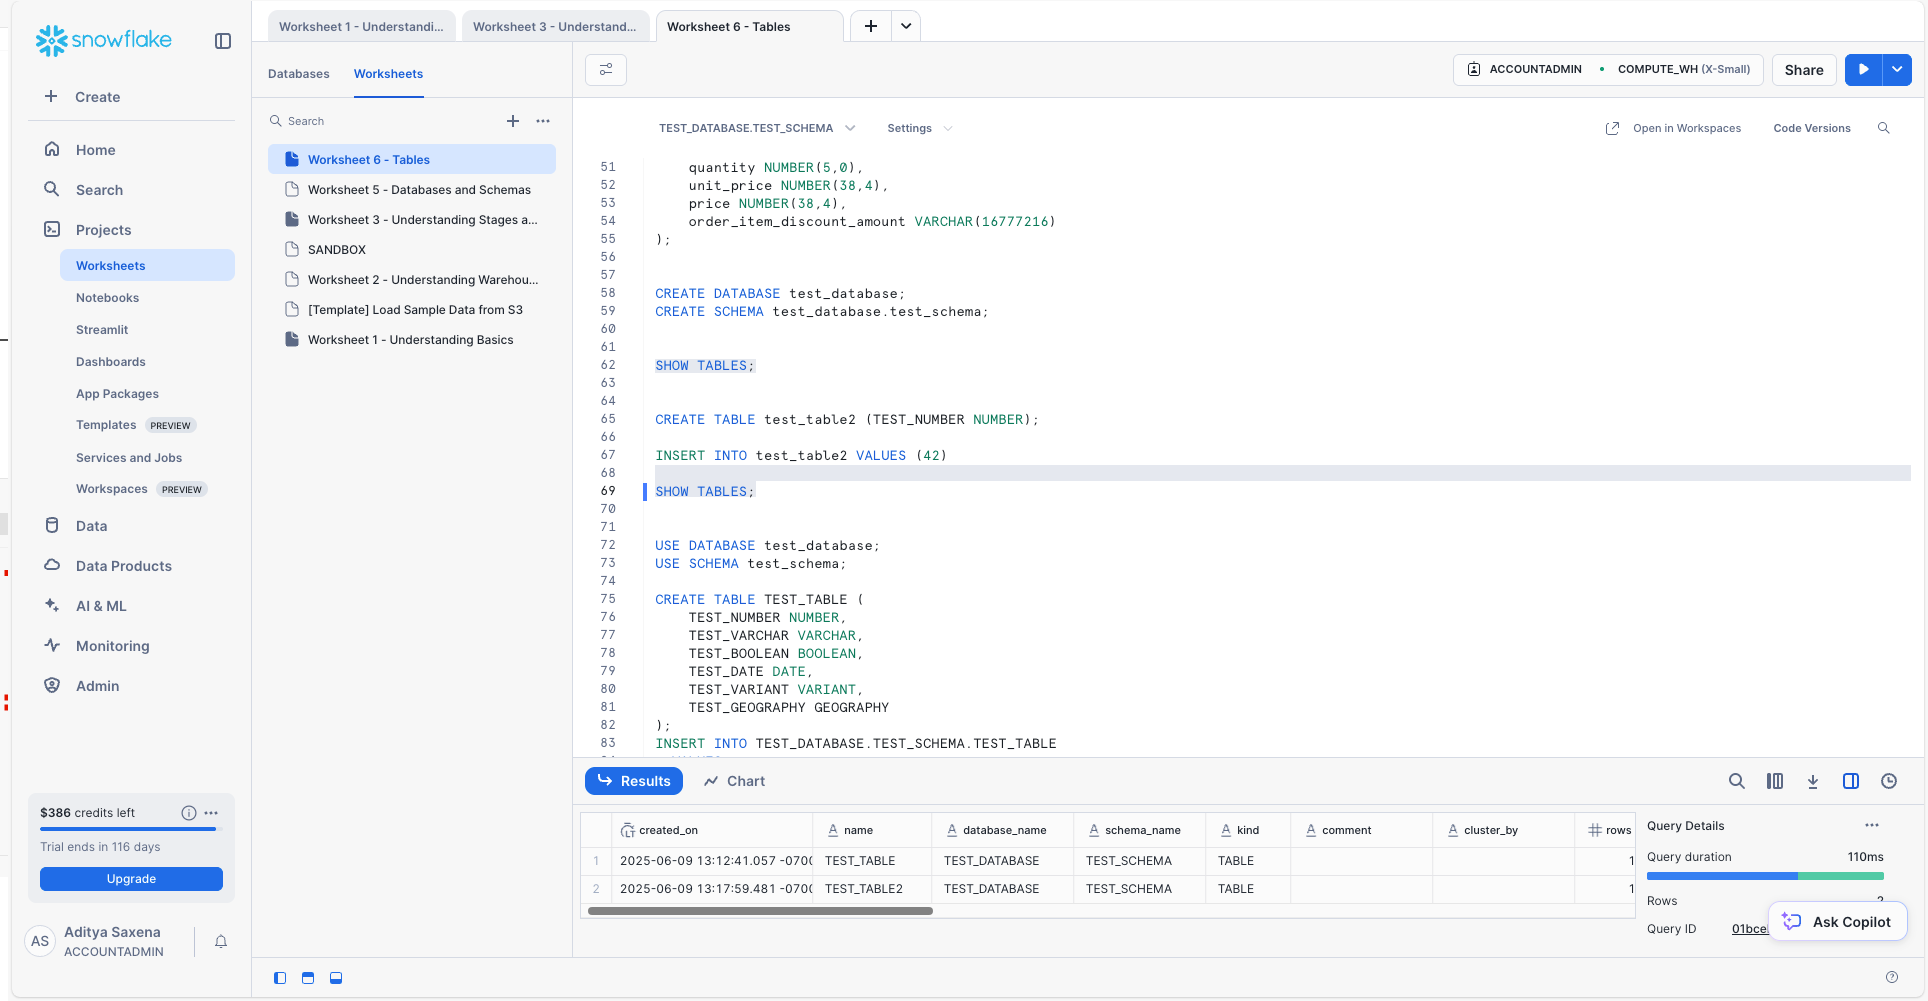 snowflake
Create
Home
Search
Projects
Worksheets
Notebooks
Streamlit
Dashboards
App Packages
Templates PREVIEW
Services and Jobs
Workspaces PREVIEW
Data
Data Products
AI & ML
Monitoring
Admin
$386 credits left
Trial ends in 116 days
Upgrade
AS
Aditya Saxena
ACCOUNTADMIN
Worksheet 1 - Understandi...
Worksheet 3 - Understand...
Worksheet 6 - Tables
Databases
Worksheets
Search
Worksheet 6 - Tables
Worksheet 5 - Databases and Schemas
Worksheet 3 - Understanding Stages a...
SANDBOX
Worksheet 2 - Understanding Warehou...
[Template] Load Sample Data from S3
Worksheet 1 - Understanding Basics
ACCOUNTADMIN • COMPUTE_WH (X-Small)
Share
TEST_DATABASE.TEST_SCHEMA
Settings
Open in Workspaces
Code Versions
51 quantity NUMBER(5,0),
52 unit_price NUMBER(38,4),
53 price NUMBER(38,4),
54 order_item_discount_amount VARCHAR(16777216)
55 );
56
57
58 CREATE DATABASE test_database;
59 CREATE SCHEMA test_database.test_schema;
60
61
62 SHOW TABLES;
63
64
65 CREATE TABLE test_table2 (TEST_NUMBER NUMBER);
66
67 INSERT INTO test_table2 VALUES (42)
68
69 SHOW TABLES;
70
71
72 USE DATABASE test_database;
73 USE SCHEMA test_schema;
74
75 CREATE TABLE TEST_TABLE (
76 TEST_NUMBER NUMBER,
77 TEST_VARCHAR VARCHAR,
78 TEST_BOOLEAN BOOLEAN,
79 TEST_DATE DATE,
80 TEST_VARIANT VARIANT,
81 TEST_GEOGRAPHY GEOGRAPHY
82 );
83 INSERT INTO TEST_DATABASE.TEST_SCHEMA.TEST_TABLE
Results
Chart
created_on name database_name schema_name kind comment cluster_by rows
1 2025-06-09 13:12:41.057 -0700 TEST_TABLE TEST_DATABASE TEST_SCHEMA TABLE 1
2 2025-06-09 13:17:59.481 -0700 TEST_TABLE2 TEST_DATABASE TEST_SCHEMA TABLE 1
Query Details
Query duration 110ms
Rows 2
Query ID 01bce
Ask Copilot